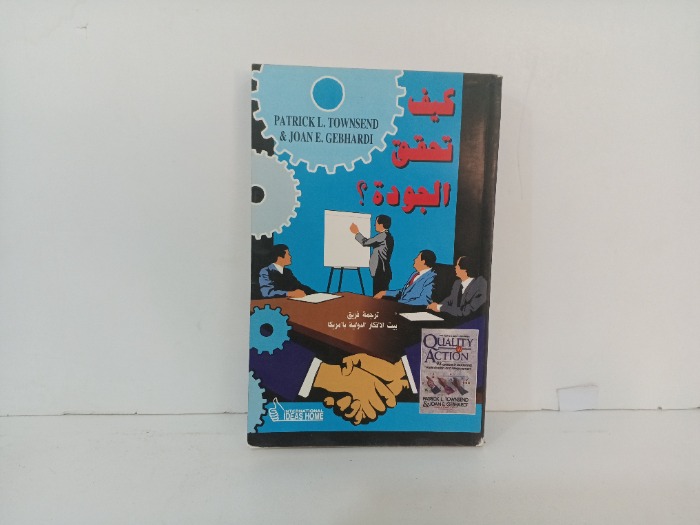 PATRICK L. TOWNSEND
& JOAN E. GEBHARDI
كيف
تحقق
الجودة؟
ترجمة فريق
بيت الأفكار الدولية بأمريكا
QUALITY
IN
ACTION
PATRICK L. TOWNSEND
& JOAN E. GEBHARDT
INTERNATIONAL
IDEAS HOME